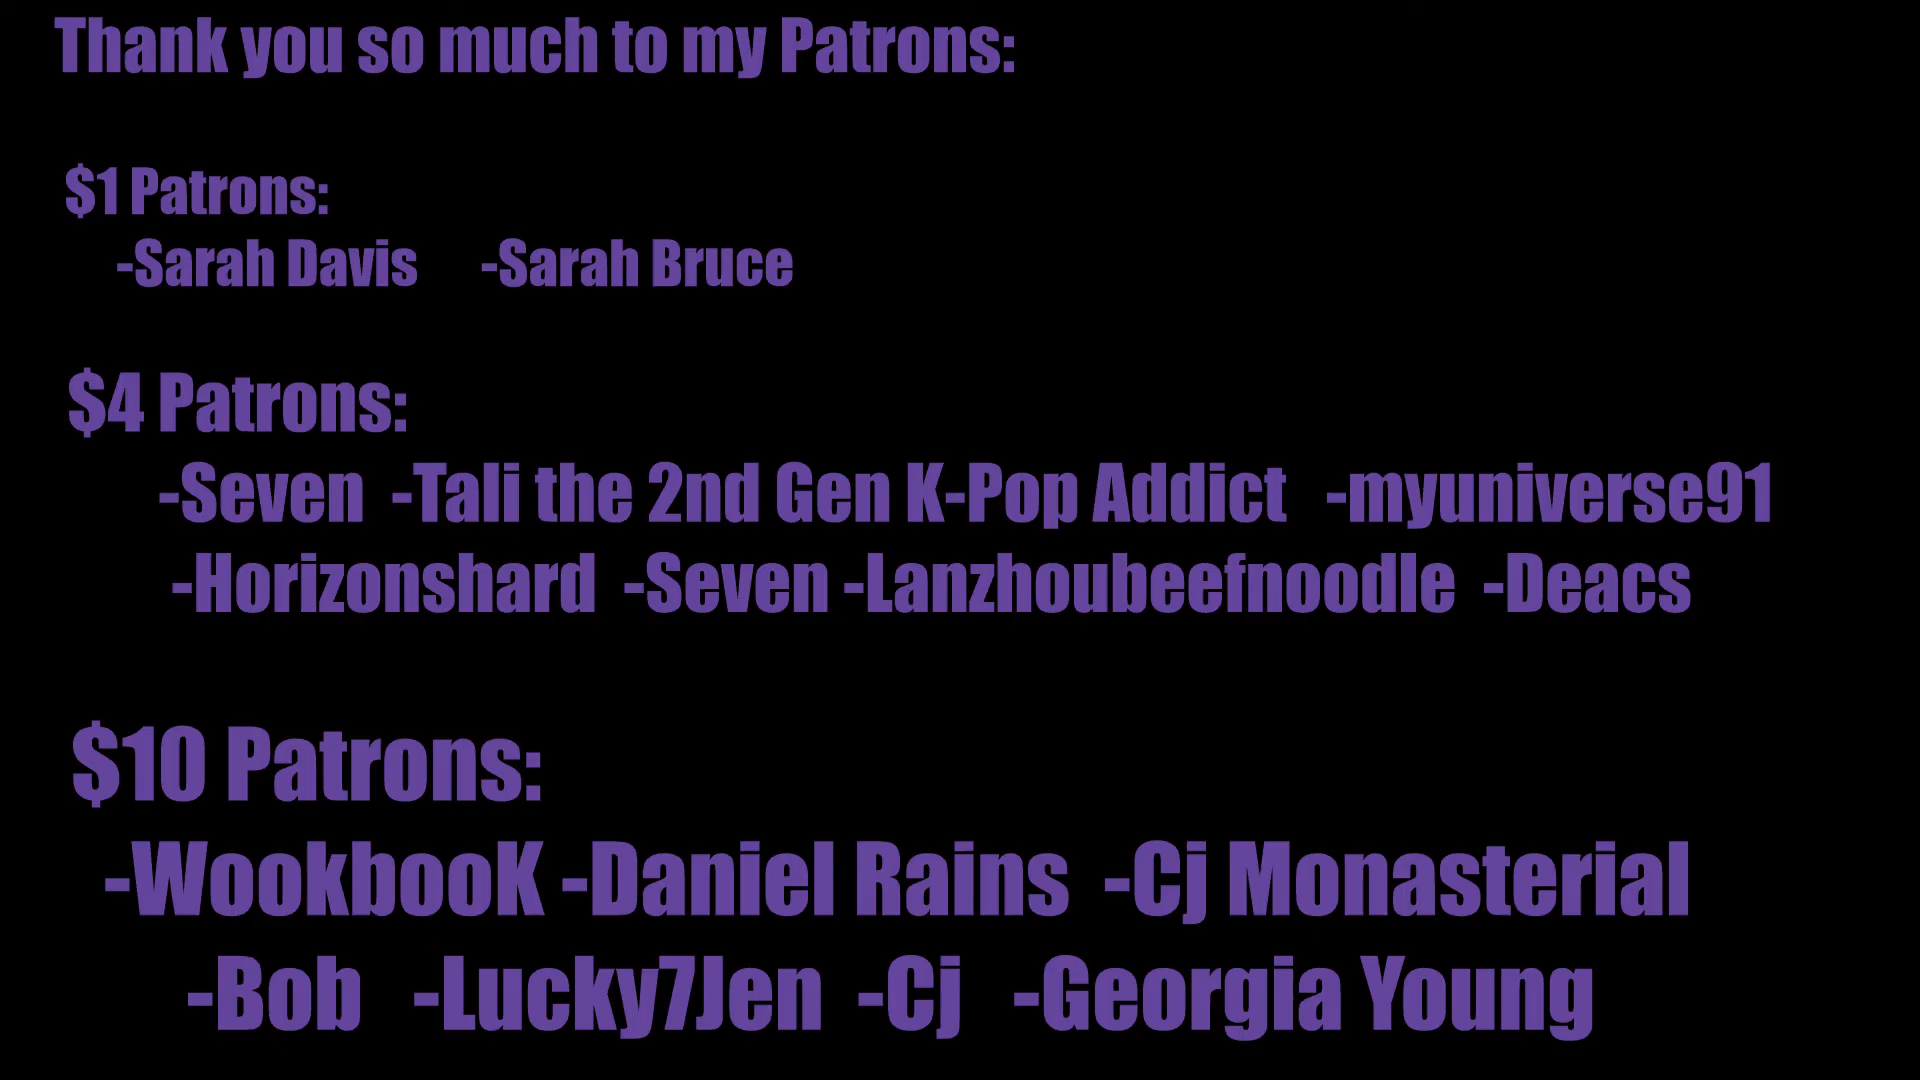 Thank you so much to my Patrons:
$1 Patrons:
-Sarah Davis -Sarah Bruce
$4 Patrons:
-Seven -Tali the 2nd Gen K-Pop Addict -myuniverse91
-Horizonshard -Seven -Lanzhoubeefnoodle -Deacs
$10 Patrons:
-WookbooK -Daniel Rains -Cj Monasterial
-Bob -Lucky7Jen -Cj -Georgia Young